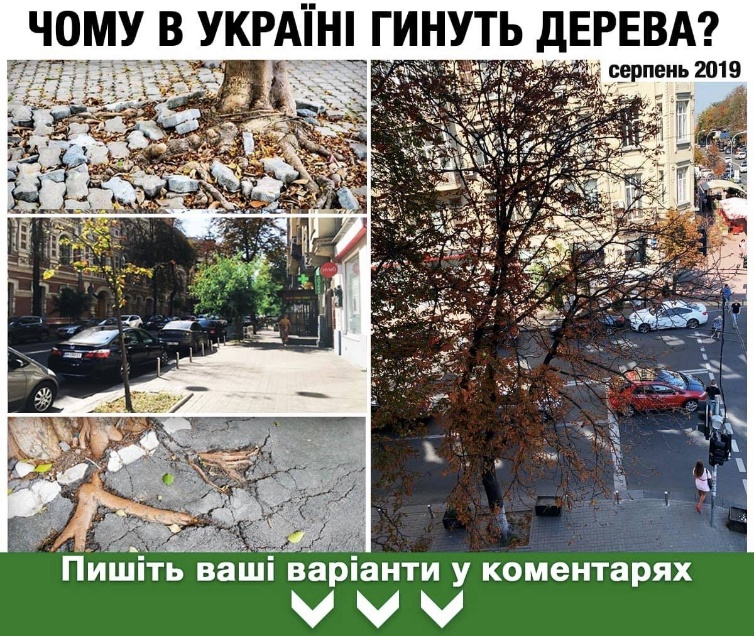 ЧОМУ В УКРАЇНІ ГИНУТЬ ДЕРЕВА?
серпень 2019
Пишіть ваші варіанти у коментарях